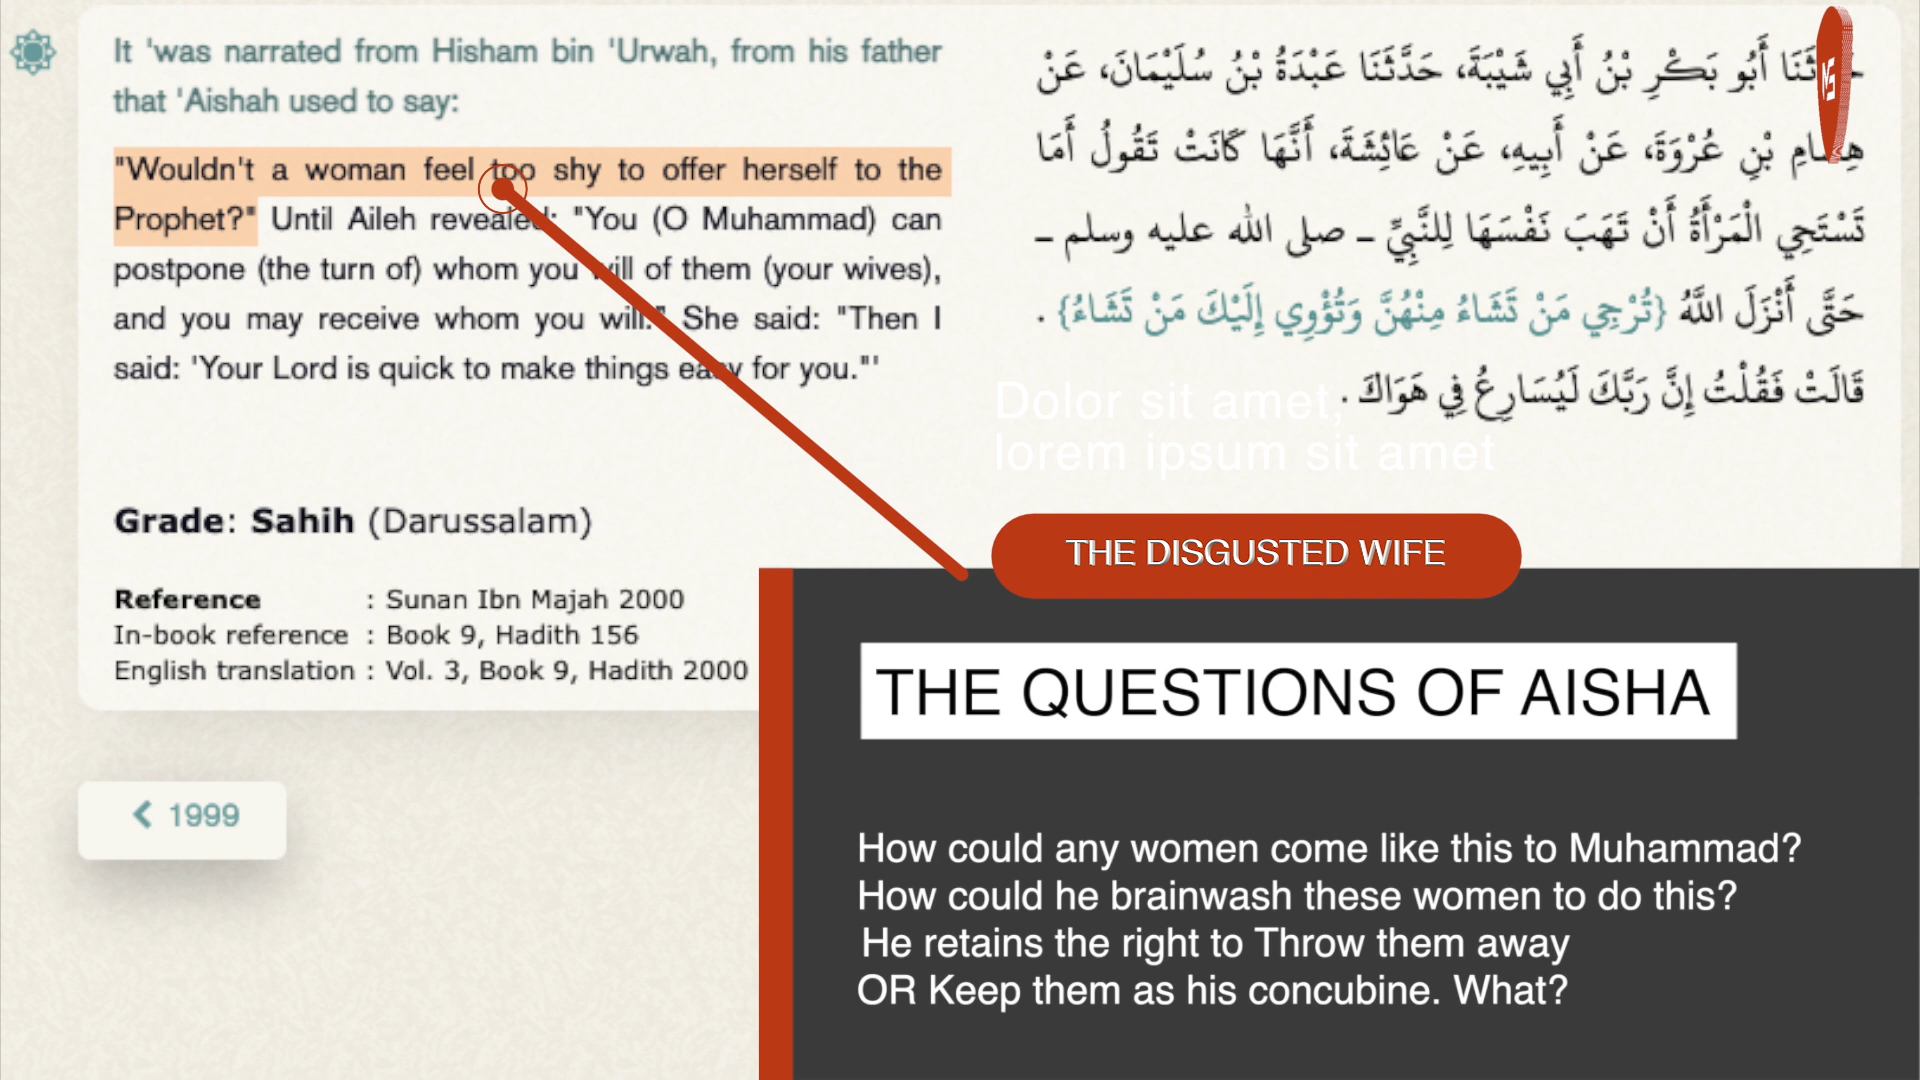 It 'was narrated from Hisham bin 'Urwah, from his father
that 'Aishah used to say:
"Wouldn't a woman feel too shy to offer herself to the
Prophet?" Until Aileh revealed: "You (O Muhammad) can
postpone (the turn of) whom you will of them (your wives),
and you may receive whom you will." She said: "Then I
said: 'Your Lord is quick to make things easy for you."'
ثَنَا أَبُو بَكْرِ بْنُ أَبِي شَيْبَةَ، حَدَّثَنَا عَبْدَةُ بْنُ سُلَيْمَانَ، عَنْ
هِشَامِ بْنِ عُرْوَةَ، عَنْ أَبِيهِ، عَنْ عَائِشَةَ، أَنَّهَا كَانَتْ تَقُولُ أَمَا
تَسْتَحِي الْمَرْأَةُ أَنْ تَهَبَ نَفْسَهَا لِلنَّبِيِّ ـ صلى الله عليه وسلم ـ
حَتَّى أَنْزَلَ اللَّهُ {تُرْجِي مَنْ تَشَاءُ مِنْهُنَّ وَتُؤْوِي إِلَيْكَ مَنْ تَشَاءُ} .
قَالَتْ فَقُلْتُ إِنَّ رَبَّكَ لَيُسَارِعُ فِي هَوَاكَ .
Dolor sit amet,
lorem ipsum sit amet
Grade: Sahih (Darussalam)
Reference : Sunan Ibn Majah 2000
In-book reference : Book 9, Hadith 156
English translation : Vol. 3, Book 9, Hadith 2000
1999
THE DISGUSTED WIFE
THE QUESTIONS OF AISHA
How could any women come like this to Muhammad?
How could he brainwash these women to do this?
He retains the right to Throw them away
OR Keep them as his concubine. What?